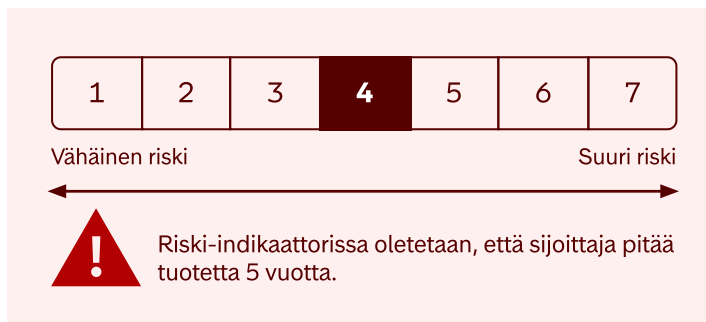 1 2 3 4 5 6 7
Vähäinen riski Suuri riski
! Riski-indikaattorissa oletetaan, että sijoittaja pitää
tuotetta 5 vuotta.